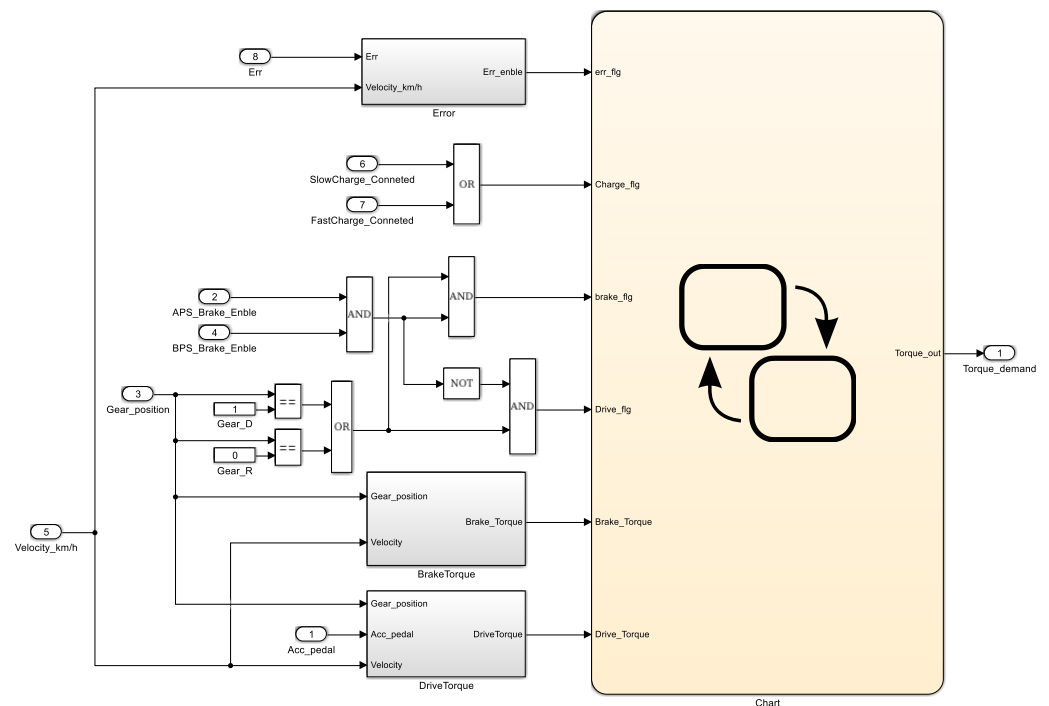 8
Err
Err
Velocity_km/h
Err_enble
Error
err_flg
6
SlowCharge_Conneted
7
FastCharge_Conneted
OR
Charge_flg
2
APS_Brake_Enble
4
BPS_Brake_Enble
AND
AND
brake_flg
NOT
AND
Drive_flg
3
Gear_position
1
Gear_D
==
0
Gear_R
==
OR
5
Velocity_km/h
Gear_position
Velocity
Brake_Torque
BrakeTorque
Brake_Torque
Gear_position
1
Acc_pedal
Acc_pedal
Velocity
DriveTorque
DriveTorque
Drive_Torque
Torque_out
1
Torque_demand
Chart